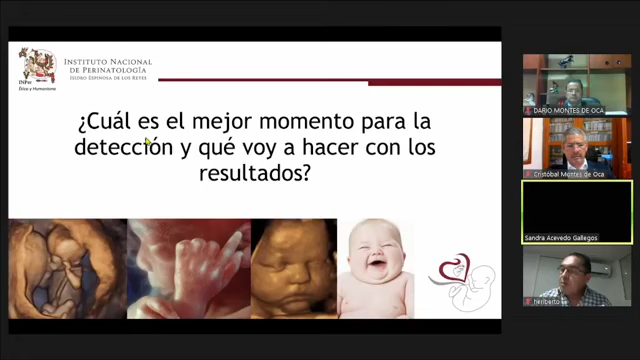 INSTITUTO NACIONAL
DE PERINATOLOGÍA
ISIDRO ESPINOSA DE LOS REYES
INPer
Ética y Humanismo
¿Cuál es el mejor momento para la
detección y qué voy a hacer con los
resultados?
DARIO MONTES DE OCA
Cristóbal Montes de Oca
Sandra Acevedo Gallegos
heriberto